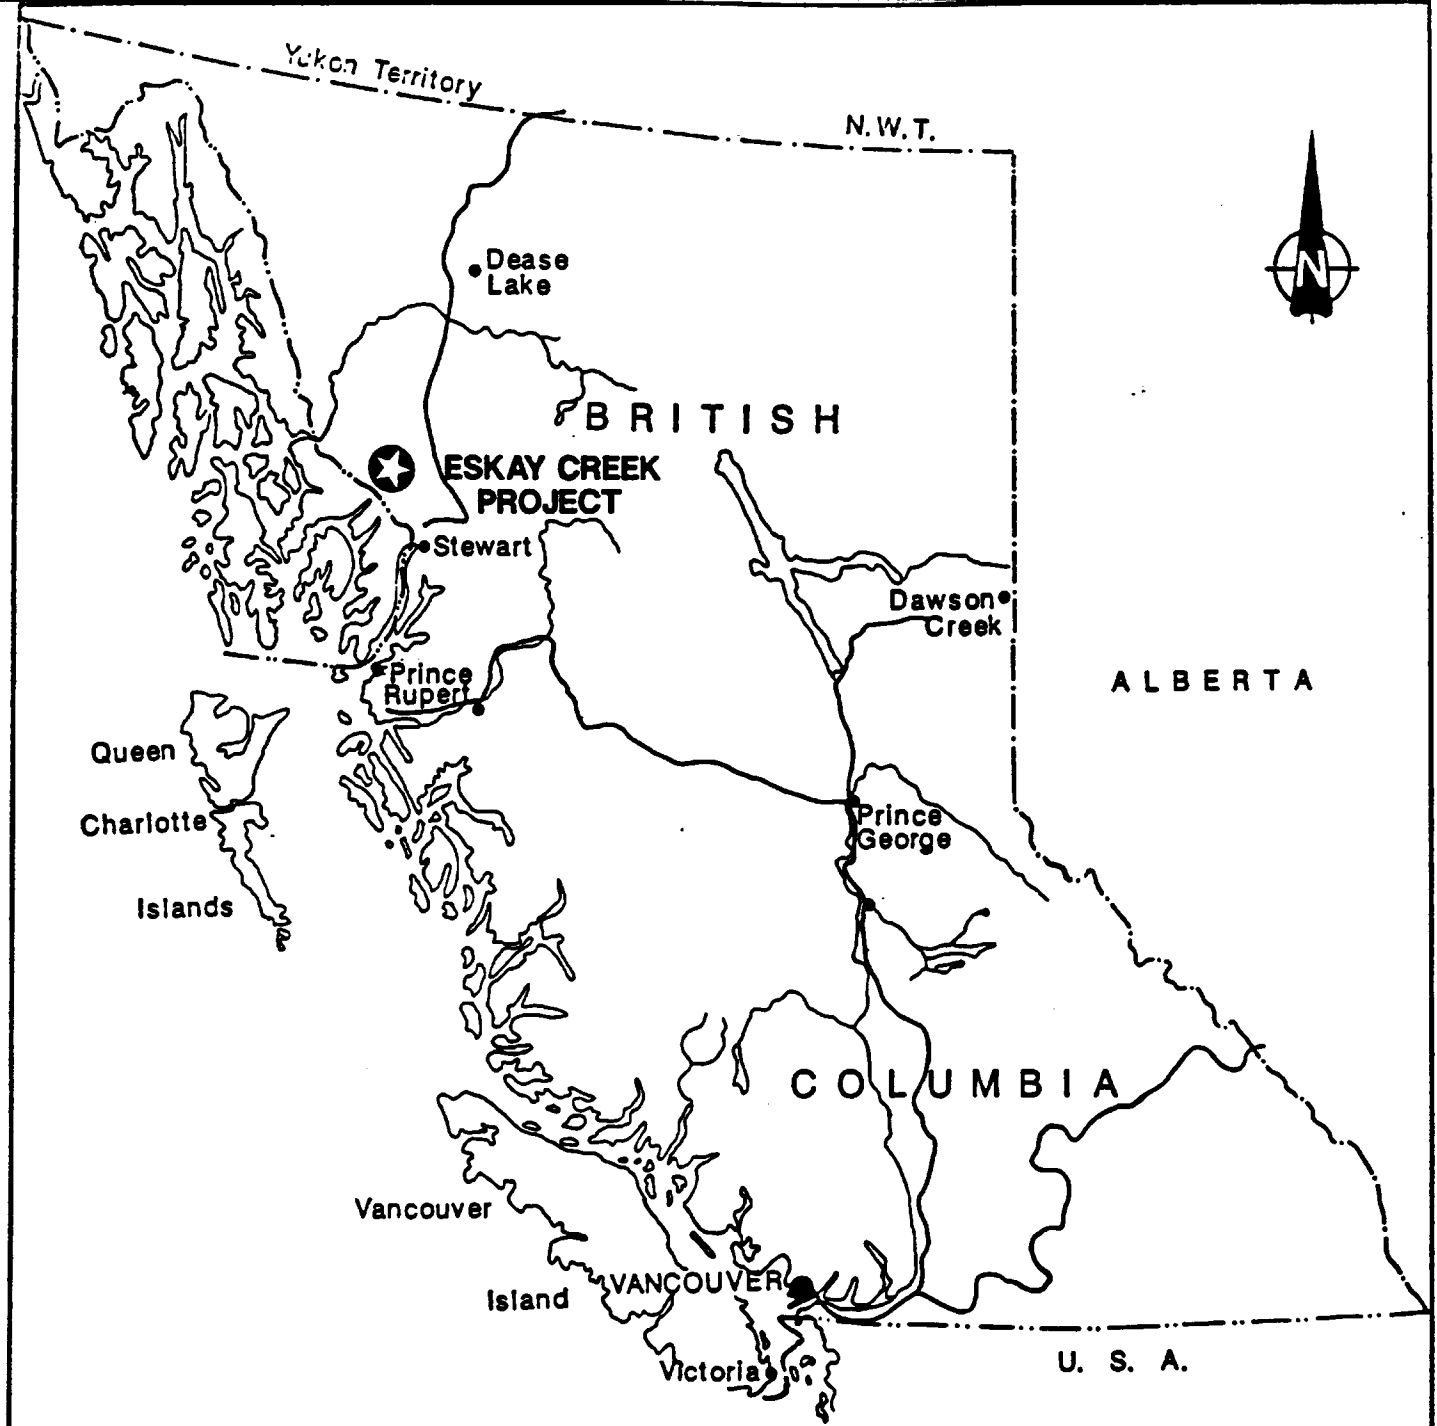 Yukon Territory
N.W.T.
N
Dease
Lake
BRITISH
ESKAY CREEK
PROJECT
Stewart
Dawson
Creek
ALBERTA
Prince
Rupert
Queen
Charlotte
Islands
Prince
George
COLUMBIA
Vancouver
Island
VANCOUVER
Victoria
U. S. A.